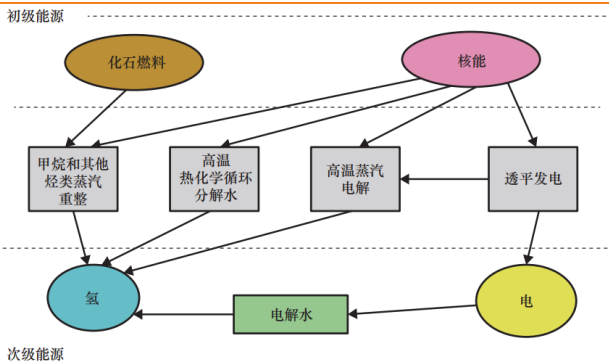 初级能源
化石燃料
核能
甲烷和其他
烃类蒸汽
重整
高温
热化学循环
分解水
高温蒸汽
电解
透平发电
氢
电解水
电
次级能源